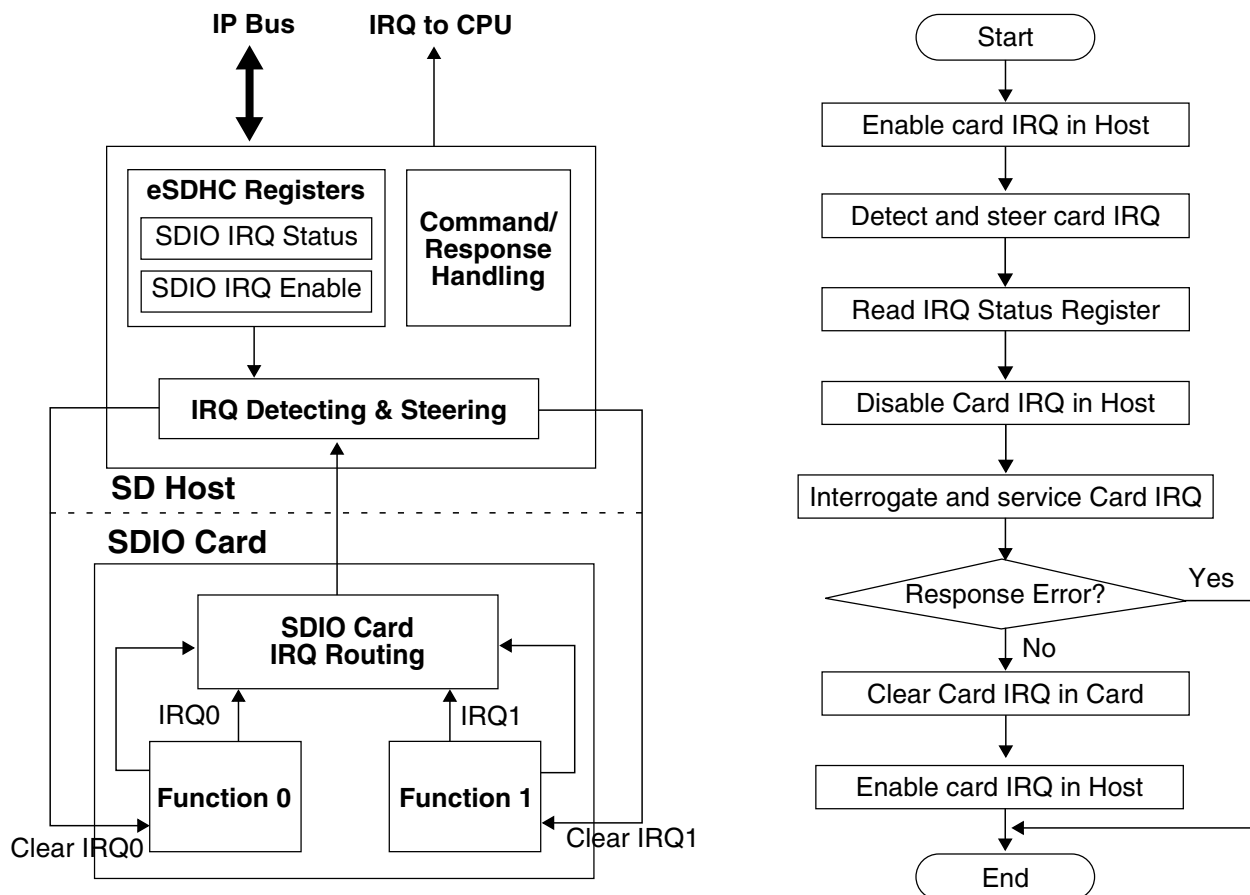 IP Bus
IRQ to CPU
eSDHC Registers
SDIO IRQ Status
SDIO IRQ Enable
Command/
Response
Handling
IRQ Detecting & Steering
SD Host
SDIO Card
SDIO Card
IRQ Routing
IRQ0
IRQ1
Function 0
Function 1
Clear IRQ0
Clear IRQ1
Start
Enable card IRQ in Host
Detect and steer card IRQ
Read IRQ Status Register
Disable Card IRQ in Host
Interrogate and service Card IRQ
Response Error?
Yes
No
Clear Card IRQ in Card
Enable card IRQ in Host
End